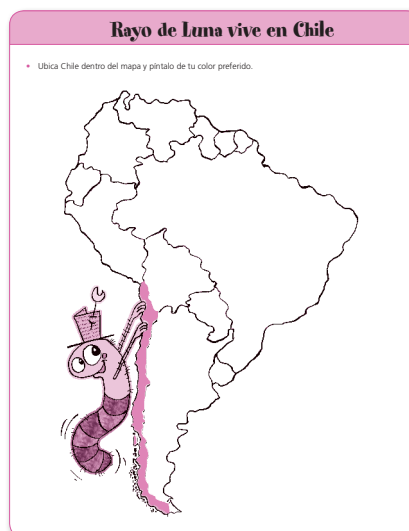 Rayo de Luna vive en Chile
• Ubica Chile dentro del mapa y píntalo de tu color preferido.